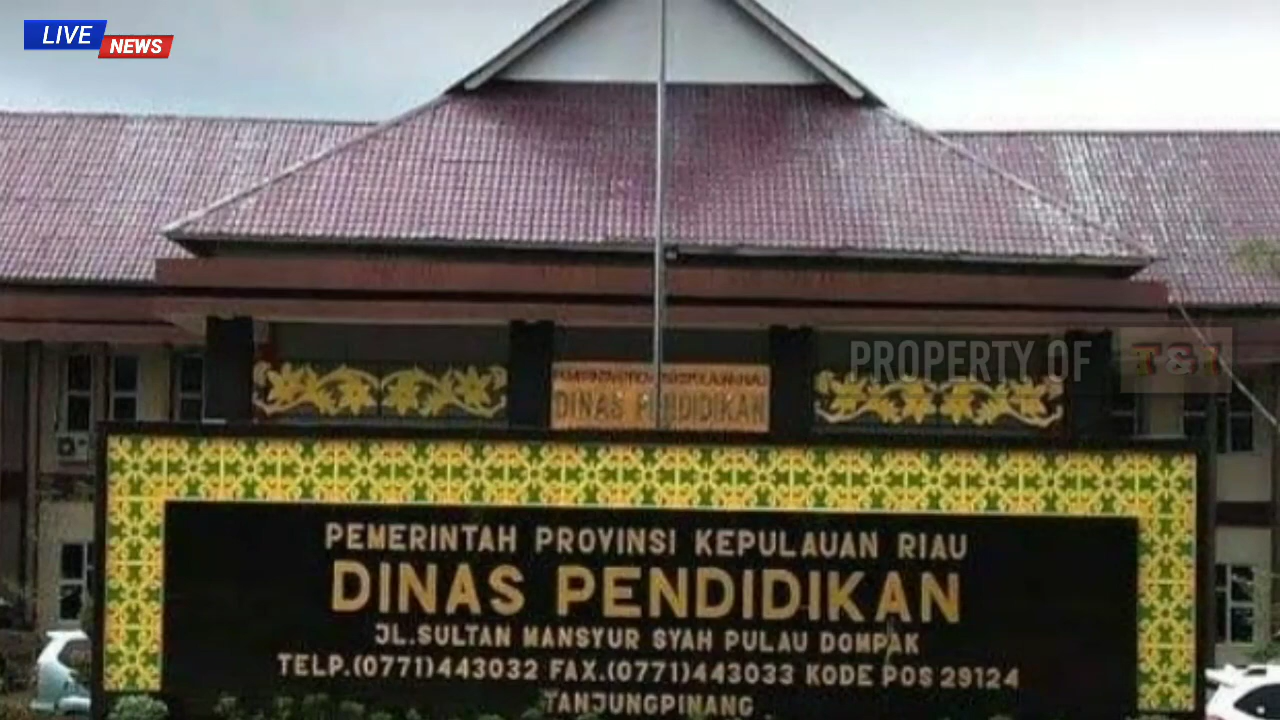 LIVE
NEWS
PROPERTY OF T&I
DINAS PENDIDIKAN
PEMERINTAH PROVINSI KEPULAUAN RIAU
DINAS PENDIDIKAN
JL.SULTAN MANSYUR SYAH PULAU DOMPAK
TELP.(0771)443032 FAX.(0771)443033 KODE POS 29124
TANJUNGPINANG